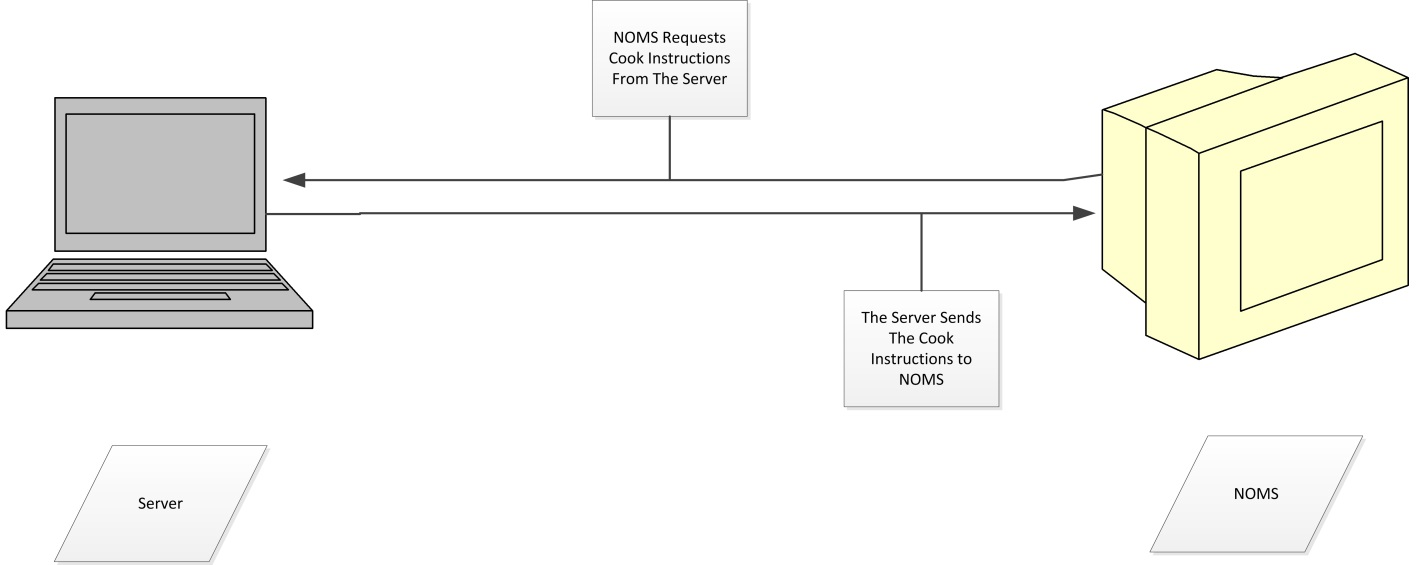 NOMS Requests
Cook Instructions
From The Server
The Server Sends
The Cook
Instructions to
NOMS
Server
NOMS